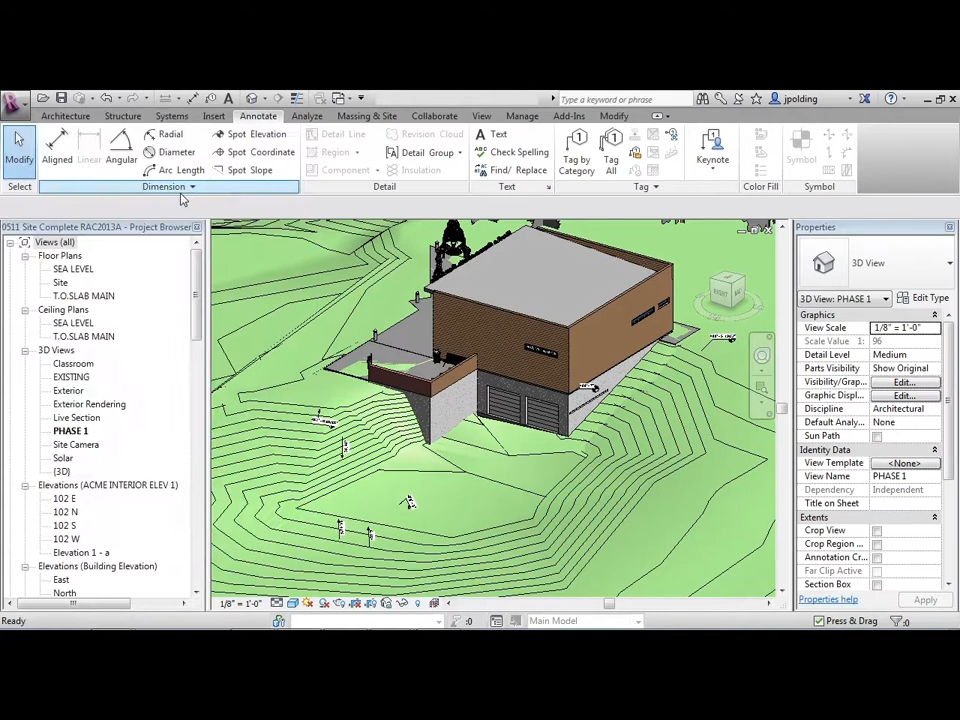 Type a keyword or phrase
jpolding
Architecture Structure Systems Insert Annotate Analyze Massing & Site Collaborate View Manage Add-Ins Modify
Modify Aligned Linear Angular Radial Diameter Arc Length Spot Elevation Spot Coordinate Spot Slope
Detail Line Region Component Revision Cloud Detail Group Insulation
Text Check Spelling Find/ Replace
Tag by Category Tag All Keynote Symbol
Select Dimension Detail Text Tag Color Fill Symbol
0511 Site Complete RAC2013A - Project Browser
Views (all)
Floor Plans
SEA LEVEL
Site
T.O.SLAB MAIN
Ceiling Plans
SEA LEVEL
T.O.SLAB MAIN
3D Views
Classroom
EXISTING
Exterior
Exterior Rendering
Live Section
PHASE 1
Site Camera
Solar
{3D}
Elevations (ACME INTERIOR ELEV 1)
102 E
102 N
102 S
102 W
Elevation 1 - a
Elevations (Building Elevation)
East
North
RIGHT
Properties
3D View
3D View: PHASE 1 Edit Type
Graphics
View Scale 1/8" = 1'-0"
Scale Value 1: 96
Detail Level Medium
Parts Visibility Show Original
Visibility/Grap... Edit...
Graphic Displ... Edit...
Discipline Architectural
Default Analy... None
Sun Path
Identity Data
View Template <None>
View Name PHASE 1
Dependency Independent
Title on Sheet
Extents
Crop View
Crop Region ...
Annotation Cr...
Far Clip Active
Section Box
Properties help Apply
1/8" = 1'-0"
Ready :0 Main Model Press & Drag :0